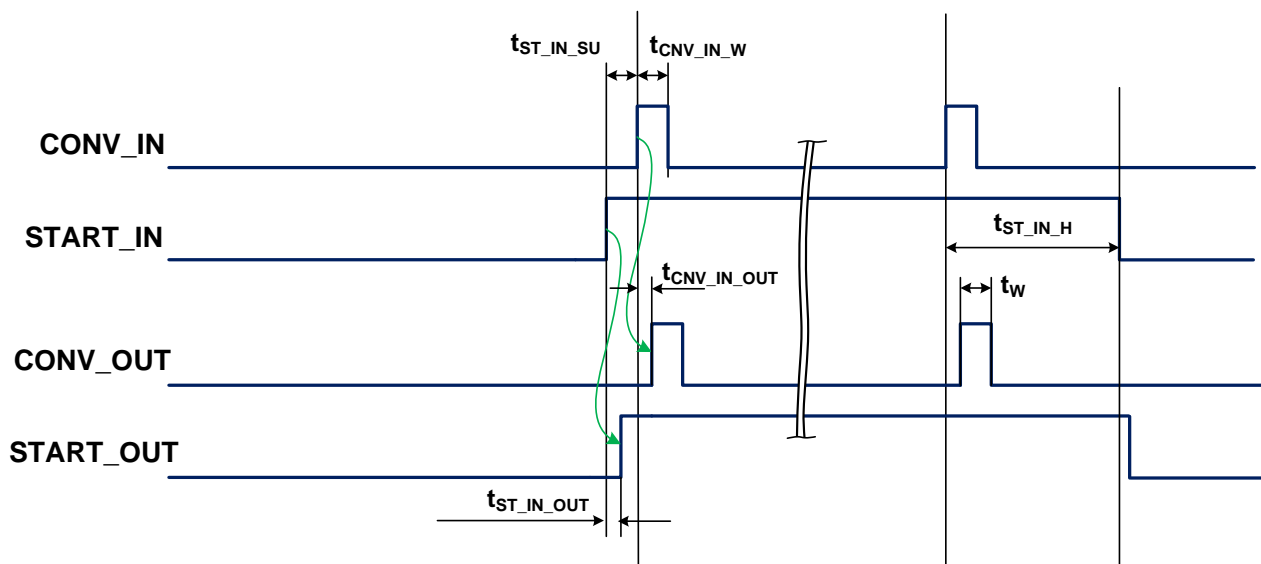 tST_IN_SU tCNV_IN_W
CONV_IN
START_IN
tST_IN_H
tCNV_IN_OUT
tW
CONV_OUT
START_OUT
tST_IN_OUT